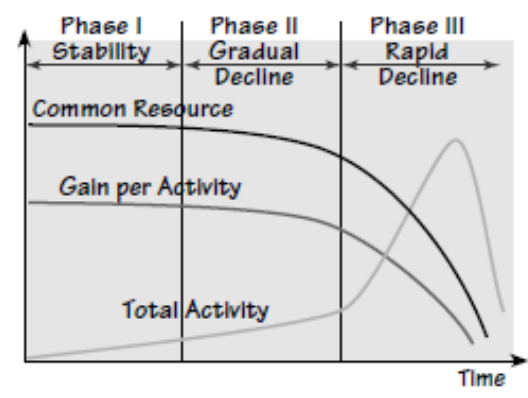 Phase I
Stability
Phase II
Gradual
Decline
Phase III
Rapid
Decline
Common Resource
Gain per Activity
Total Activity
Time